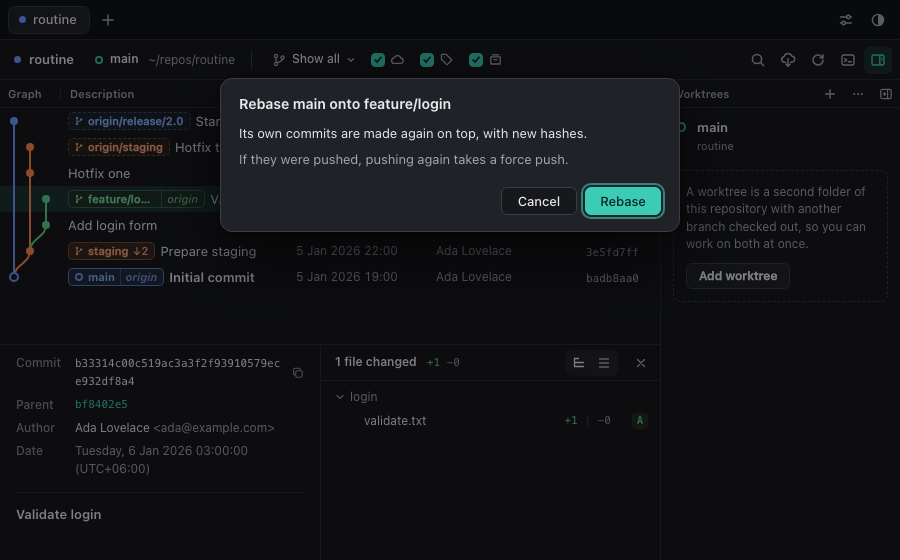 routine
routine
main
~/repos/routine
Show all
Graph
Description
Worktrees
origin/release/2.0
origin/staging
Hotfix one
feature/lo...
origin
Add login form
staging ↓2
Prepare staging
5 Jan 2026 22:00
Ada Lovelace
3e5fd7ff
main
origin
Initial commit
5 Jan 2026 19:00
Ada Lovelace
badb8aa0
Rebase main onto feature/login
Its own commits are made again on top, with new hashes.
If they were pushed, pushing again takes a force push.
Cancel
Rebase
main
routine
A worktree is a second folder of
this repository with another
branch checked out, so you can
work on both at once.
Add worktree
Commit
b33314c00c519ac3a3f2f93910579ec
e932df8a4
Parent
bf8402e5
Author
Ada Lovelace <ada@example.com>
Date
Tuesday, 6 Jan 2026 03:00:00
(UTC+06:00)
Validate login
1 file changed
+1 −0
login
validate.txt
+1
−0
A